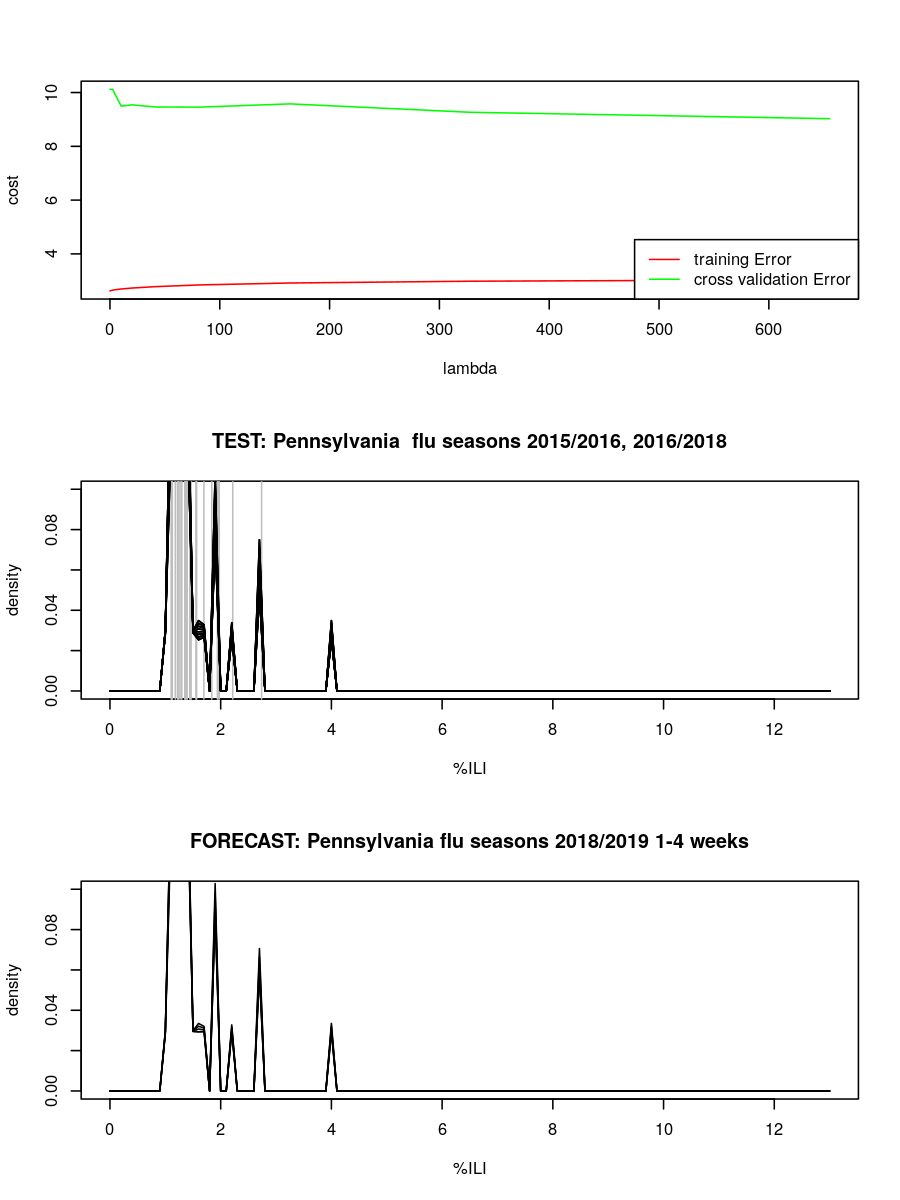 10
8
6
4
cost
training Error
cross validation Error
0 100 200 300 400 500 600
lambda
TEST: Pennsylvania  flu seasons 2015/2016, 2016/2018
0.08
0.04
0.00
density
0 2 4 6 8 10 12
%ILI
FORECAST: Pennsylvania flu seasons 2018/2019 1-4 weeks
0.08
0.04
0.00
density
0 2 4 6 8 10 12
%ILI